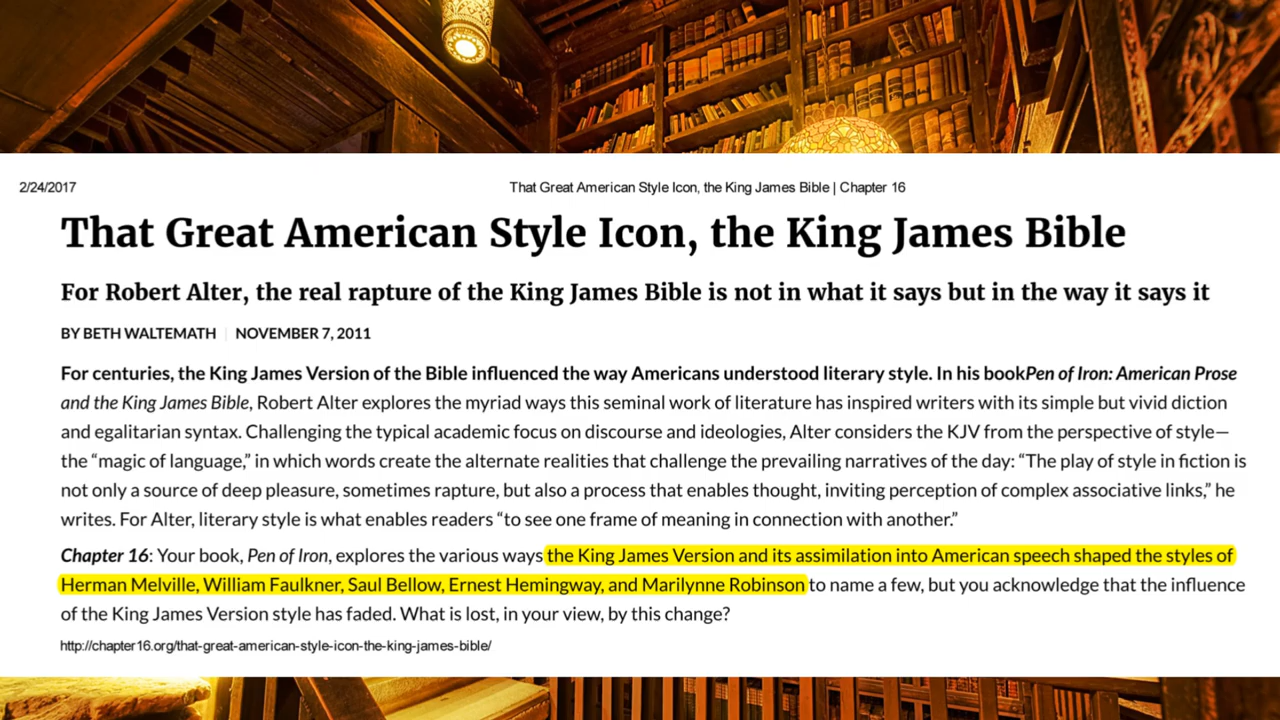 2/24/2017
That Great American Style Icon, the King James Bible | Chapter 16
That Great American Style Icon, the King James Bible
For Robert Alter, the real rapture of the King James Bible is not in what it says but in the way it says it
BY BETH WALTEMATH | NOVEMBER 7, 2011
For centuries, the King James Version of the Bible influenced the way Americans understood literary style. In his bookPen of Iron: American Prose
and the King James Bible, Robert Alter explores the myriad ways this seminal work of literature has inspired writers with its simple but vivid diction
and egalitarian syntax. Challenging the typical academic focus on discourse and ideologies, Alter considers the KJV from the perspective of style—
the “magic of language,” in which words create the alternate realities that challenge the prevailing narratives of the day: “The play of style in fiction is
not only a source of deep pleasure, sometimes rapture, but also a process that enables thought, inviting perception of complex associative links,” he
writes. For Alter, literary style is what enables readers “to see one frame of meaning in connection with another.”
Chapter 16: Your book, Pen of Iron, explores the various ways the King James Version and its assimilation into American speech shaped the styles of
Herman Melville, William Faulkner, Saul Bellow, Ernest Hemingway, and Marilynne Robinson to name a few, but you acknowledge that the influence
of the King James Version style has faded. What is lost, in your view, by this change?
http://chapter16.org/that-great-american-style-icon-the-king-james-bible/